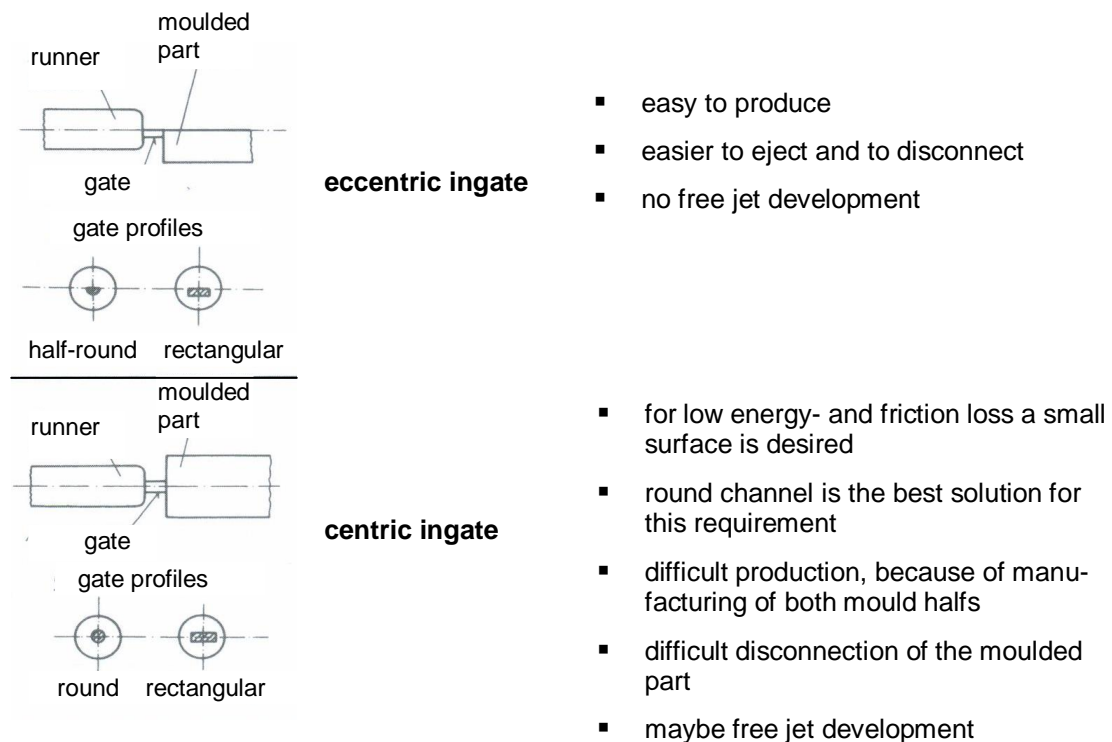 moulded
part
runner
gate
gate profiles
half-round rectangular
eccentric ingate
▪ easy to produce
▪ easier to eject and to disconnect
▪ no free jet development
moulded
part
runner
gate
gate profiles
round rectangular
centric ingate
▪ for low energy- and friction loss a small
surface is desired
▪ round channel is the best solution for
this requirement
▪ difficult production, because of manu-
facturing of both mould halfs
▪ difficult disconnection of the moulded
part
▪ maybe free jet development